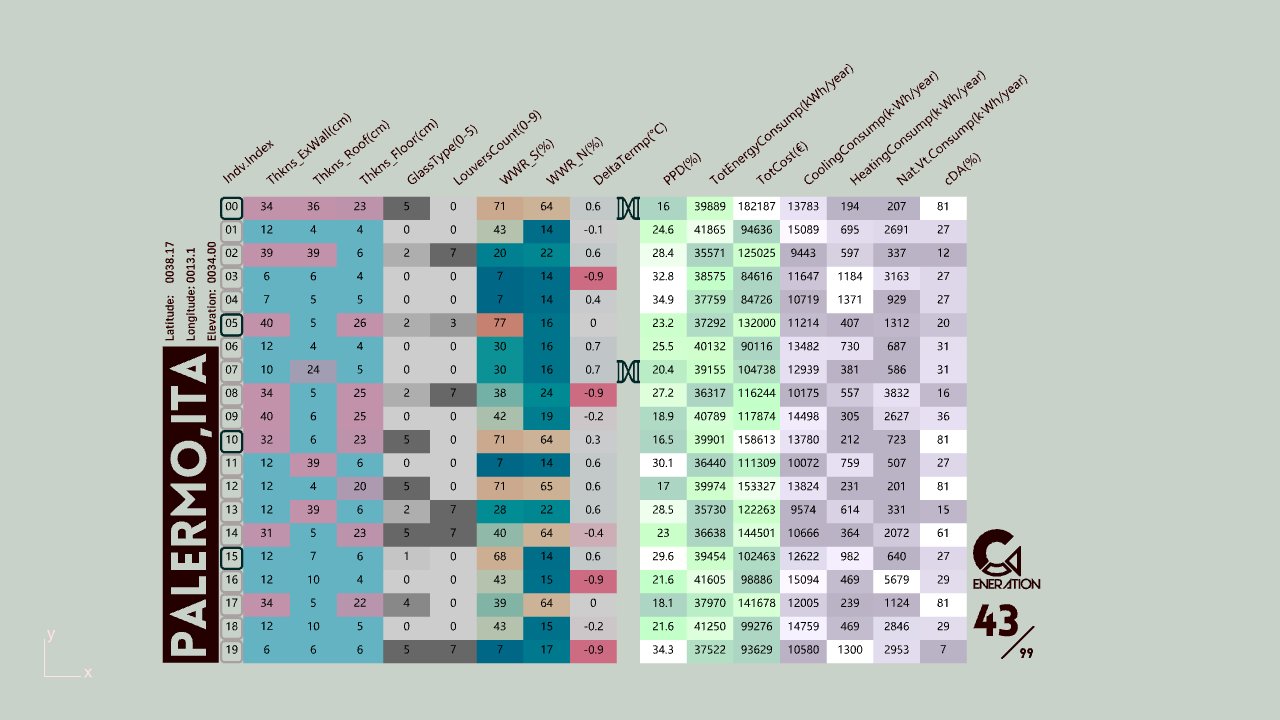 Indv.Index Thkns_ExWall(cm) Thkns_Roof(cm) Thkns_Floor(cm) GlassType(0-5) LouversCount(0-9) WWR_S(%) WWR_N(%) DeltaTermp(°C) PPD(%) TotEnergyConsump(kWh/year) TotCost(€) CoolingConsump(k·Wh/year) HeatingConsump(k·Wh/year) Nat.Vt.Consump(k·Wh/year) cDA(%)
00 34 36 23 5 0 71 64 0.6 16 39889 182187 13783 194 207 81
01 12 4 4 0 0 43 14 -0.1 24.6 41865 94636 15089 695 2691 27
02 39 39 6 2 7 20 22 0.6 28.4 35571 125025 9443 597 337 12
03 6 6 4 0 0 7 14 -0.9 32.8 38575 84616 11647 1184 3163 27
04 7 5 5 0 0 7 14 0.4 34.9 37759 84726 10719 1371 929 27
05 40 5 26 2 3 77 16 0 23.2 37292 132000 11214 407 1312 20
06 12 4 4 0 0 30 16 0.7 25.5 40132 90116 13482 730 687 31
07 10 24 5 0 0 30 16 0.7 20.4 39155 104738 12939 381 586 31
08 34 5 25 2 7 38 24 -0.9 27.2 36317 116244 10175 557 3832 16
09 40 6 25 0 0 42 19 -0.2 18.9 40789 117874 14498 305 2627 36
10 32 6 23 5 0 71 64 0.3 16.5 39901 158613 13780 212 723 81
11 12 39 6 0 0 7 14 0.6 30.1 36440 111309 10072 759 507 27
12 12 4 20 5 0 71 65 0.6 17 39974 153327 13824 231 201 81
13 12 39 6 2 7 28 22 0.6 28.5 35730 122263 9574 614 331 15
14 31 5 23 5 7 40 64 -0.4 23 36638 144501 10666 364 2072 61
15 12 7 6 1 0 68 14 0.6 29.6 39454 102463 12622 982 640 27
16 12 10 4 0 0 43 15 -0.9 21.6 41605 98886 15094 469 5679 29
17 34 5 22 4 0 39 64 0 18.1 37970 141678 12005 239 1124 81
18 12 10 5 0 0 43 15 -0.2 21.6 41250 99276 14759 469 2846 29
19 6 6 6 5 7 7 17 -0.9 34.3 37522 93629 10580 1300 2953 7
Latitude: 0038.17
Longitude: 0013.1
Elevation: 0034.00
PALERMO,ITA
GENERATION
43/99
y
x